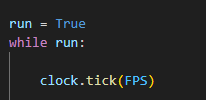 run = True
while run:
clock.tick(FPS)